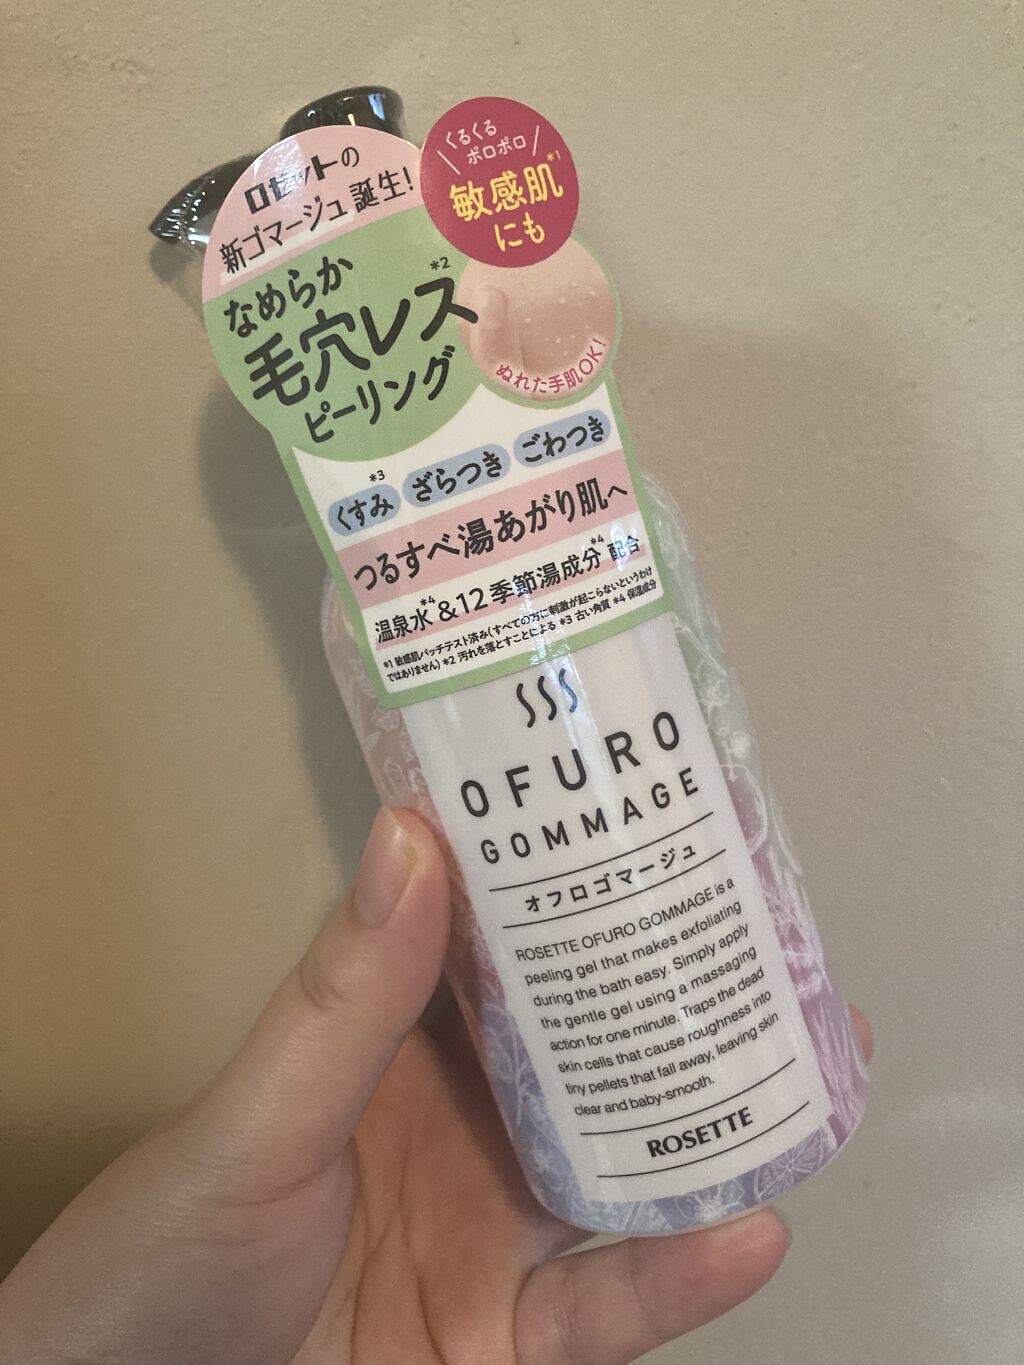 ロゼットの
新ゴマージュ誕生!
くるくる
ポロポロ
敏感肌*1
にも
なめらか
毛穴レス*2
ピーリング
ぬれた手肌OK!
くすみ*3 ざらつき ごわつき
つるすべ湯あがり肌へ
温泉水*4&12季節湯成分*4配合
*1 敏感肌パッチテスト済み(すべての方に刺激が起こらないというわけ
ではありません) *2 汚れを落とすことによる *3 古い角質 *4 保湿成分
OFURO
GOMMAGE
オフロゴマージュ
ROSETTE OFURO GOMMAGE is a
peeling gel that makes exfoliating
during the bath easy. Simply apply
the gentle gel using a massaging
action for one minute. Traps the dead
skin cells that cause roughness into
tiny pellets that fall away, leaving skin
clear and baby-smooth.
ROSETTE